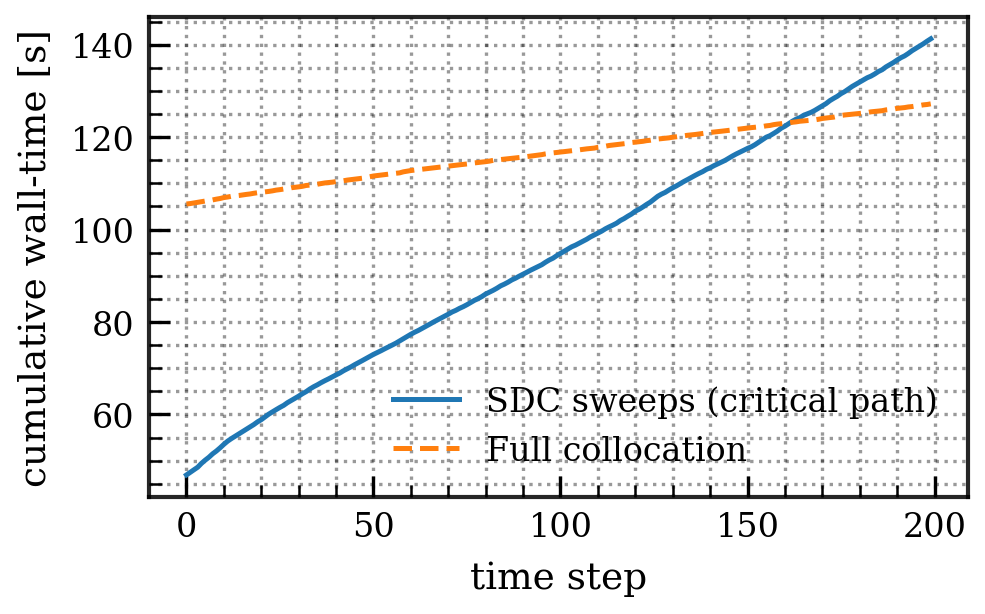 cumulative wall-time [s]
140
120
100
80
60
SDC sweeps (critical path)
Full collocation
0 50 100 150 200
time step